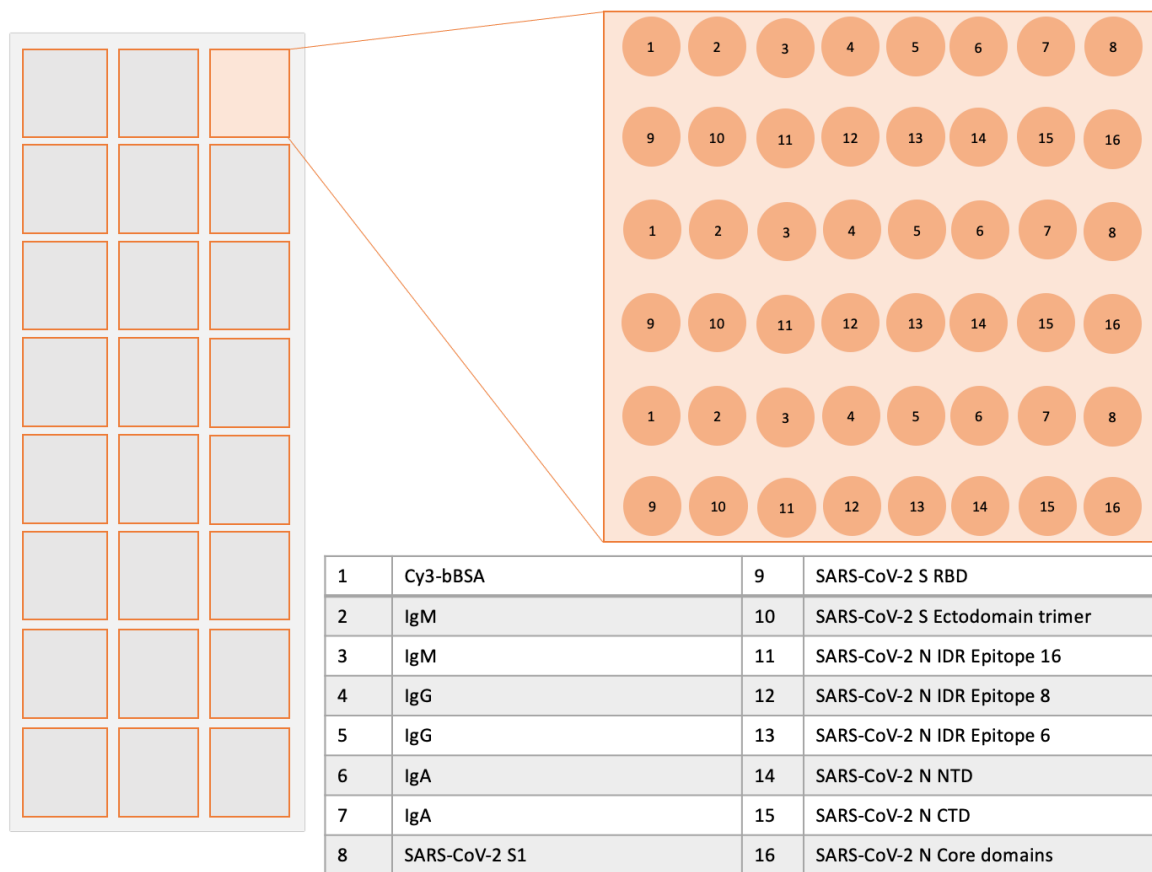 1 2 3 4 5 6 7 8
9 10 11 12 13 14 15 16
1 2 3 4 5 6 7 8
9 10 11 12 13 14 15 16
1 2 3 4 5 6 7 8
9 10 11 12 13 14 15 16
1 Cy3-bBSA 9 SARS-CoV-2 S RBD
2 IgM 10 SARS-CoV-2 S Ectodomain trimer
3 IgM 11 SARS-CoV-2 N IDR Epitope 16
4 IgG 12 SARS-CoV-2 N IDR Epitope 8
5 IgG 13 SARS-CoV-2 N IDR Epitope 6
6 IgA 14 SARS-CoV-2 N NTD
7 IgA 15 SARS-CoV-2 N CTD
8 SARS-CoV-2 S1 16 SARS-CoV-2 N Core domains